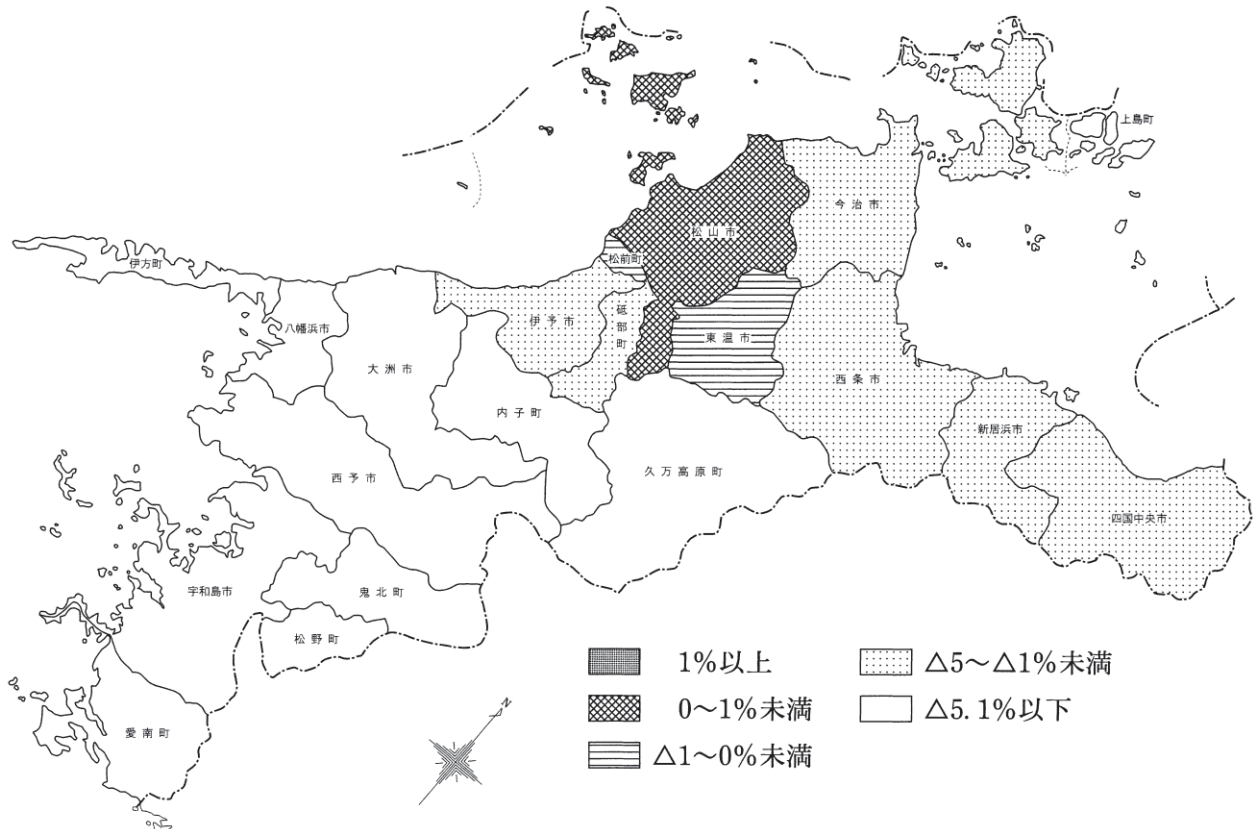 上島町
今治市
松山市
松前町
伊方町
八幡浜市
伊予市
砥部町
東温市
大洲市
西条市
内子町
新居浜市
久万高原町
西予市
四国中央市
宇和島市
鬼北町
松野町
愛南町
N
1%以上
0～1%未満
△1～0%未満
△5～△1%未満
△5.1%以下